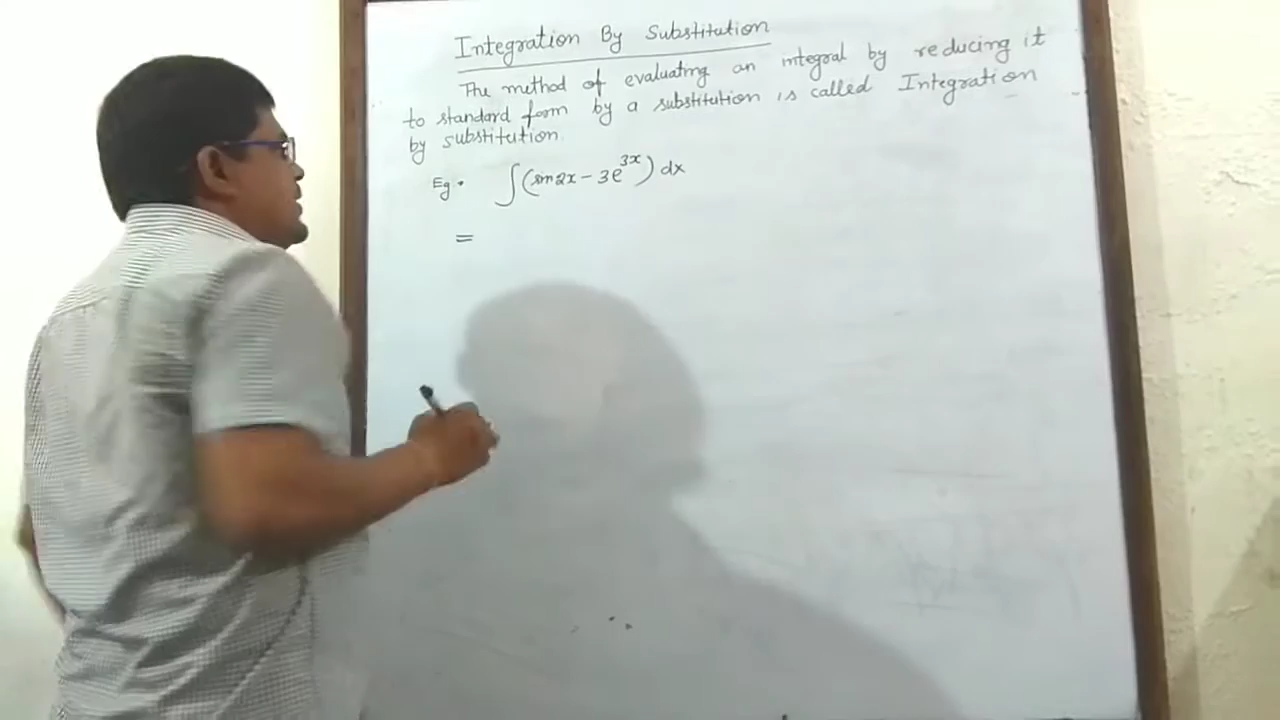 Integration By Substitution
The method of evaluating an integral by reducing it
to standard form by a substitution is called Integration
by substitution.
Eg. ∫(sin2x - 3e^{3x}) dx
=